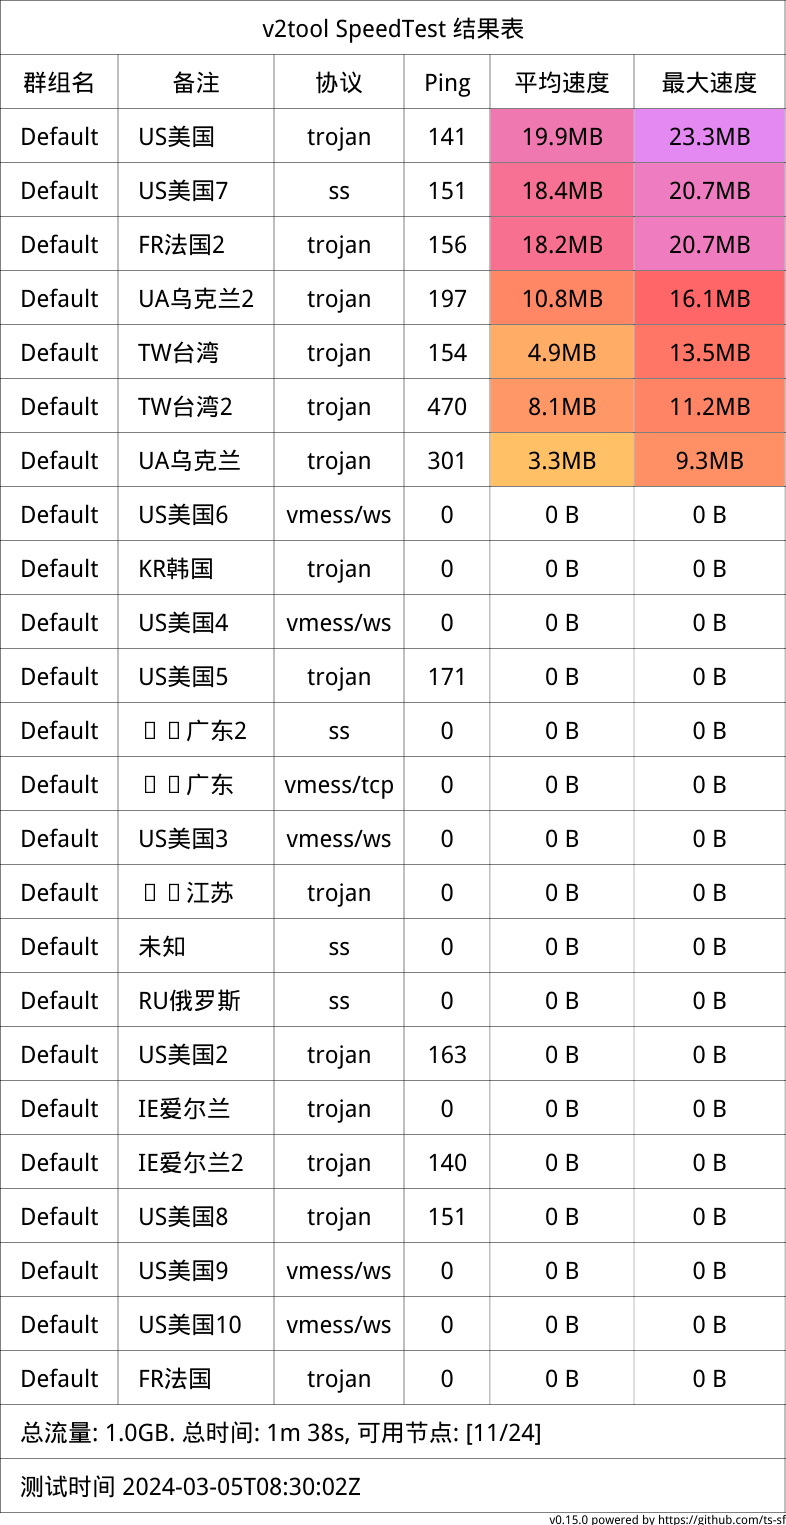 v2tool SpeedTest 结果表
群组名 备注 协议 Ping 平均速度 最大速度
Default US美国 trojan 141 19.9MB 23.3MB
Default US美国7 ss 151 18.4MB 20.7MB
Default FR法国2 trojan 156 18.2MB 20.7MB
Default UA乌克兰2 trojan 197 10.8MB 16.1MB
Default TW台湾 trojan 154 4.9MB 13.5MB
Default TW台湾2 trojan 470 8.1MB 11.2MB
Default UA乌克兰 trojan 301 3.3MB 9.3MB
Default US美国6 vmess/ws 0 0 B 0 B
Default KR韩国 trojan 0 0 B 0 B
Default US美国4 vmess/ws 0 0 B 0 B
Default US美国5 trojan 171 0 B 0 B
Default 广东2 ss 0 0 B 0 B
Default 广东 vmess/tcp 0 0 B 0 B
Default US美国3 vmess/ws 0 0 B 0 B
Default 江苏 trojan 0 0 B 0 B
Default 未知 ss 0 0 B 0 B
Default RU俄罗斯 ss 0 0 B 0 B
Default US美国2 trojan 163 0 B 0 B
Default IE爱尔兰 trojan 0 0 B 0 B
Default IE爱尔兰2 trojan 140 0 B 0 B
Default US美国8 trojan 151 0 B 0 B
Default US美国9 vmess/ws 0 0 B 0 B
Default US美国10 vmess/ws 0 0 B 0 B
Default FR法国 trojan 0 0 B 0 B
总流量: 1.0GB. 总时间: 1m 38s, 可用节点: [11/24]
测试时间 2024-03-05T08:30:02Z
v0.15.0 powered by https://github.com/ts-sf